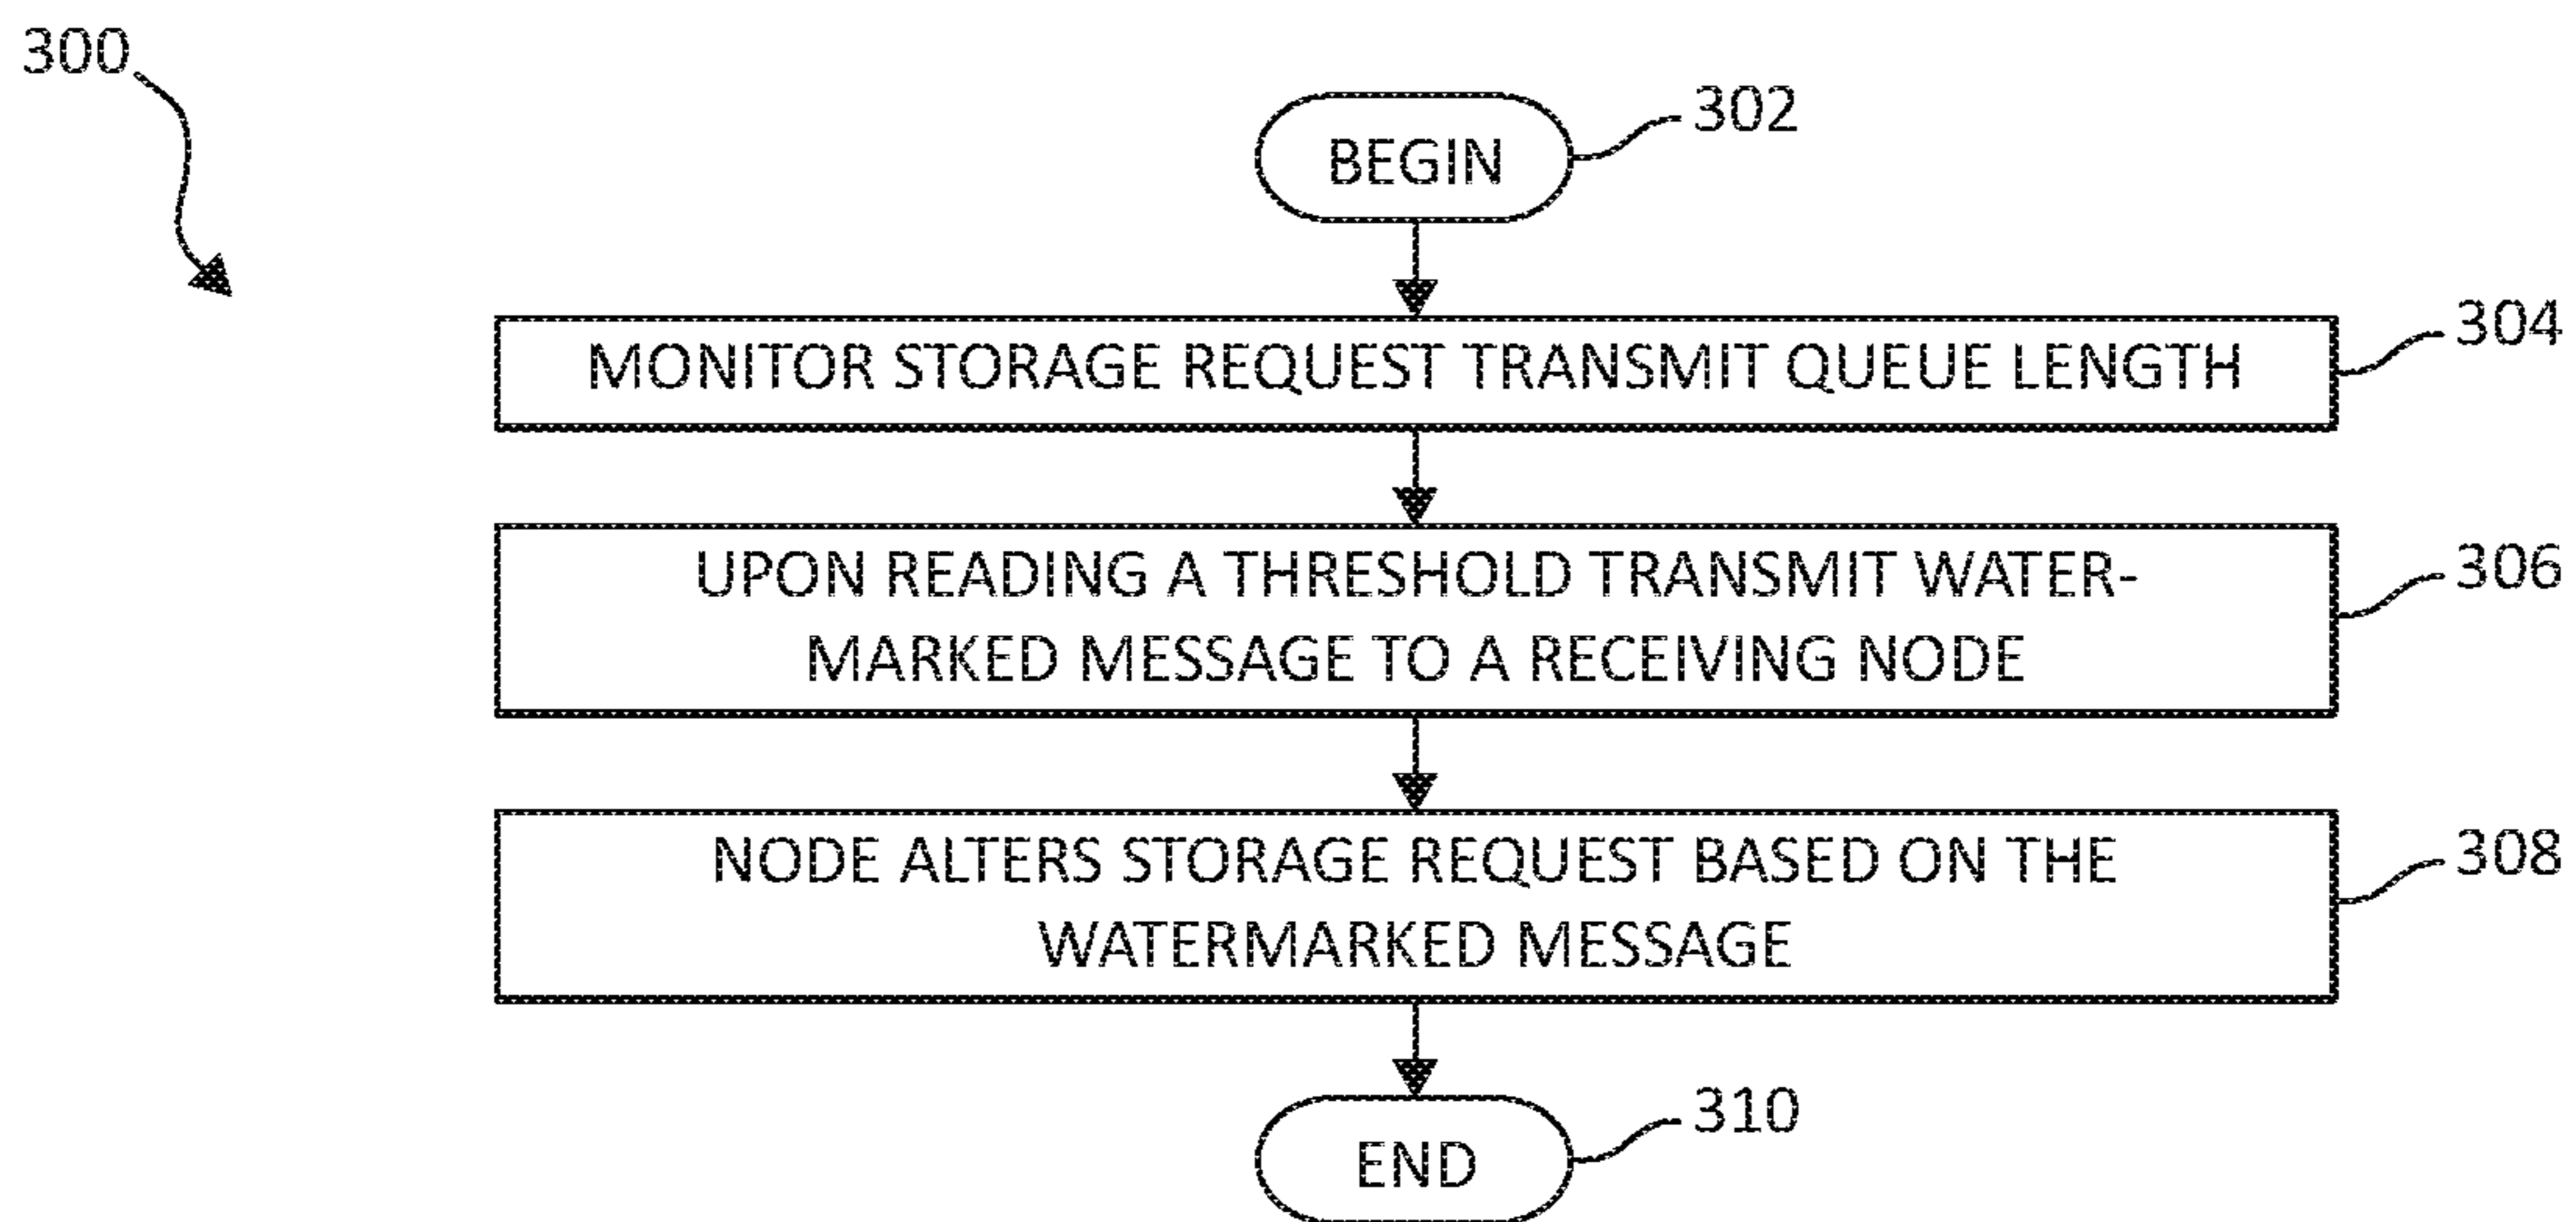 300
BEGIN
302
MONITOR STORAGE REQUEST TRANSMIT QUEUE LENGTH
304
UPON READING A THRESHOLD TRANSMIT WATER-
MARKED MESSAGE TO A RECEIVING NODE
306
NODE ALTERS STORAGE REQUEST BASED ON THE
WATERMARKED MESSAGE
308
END
310